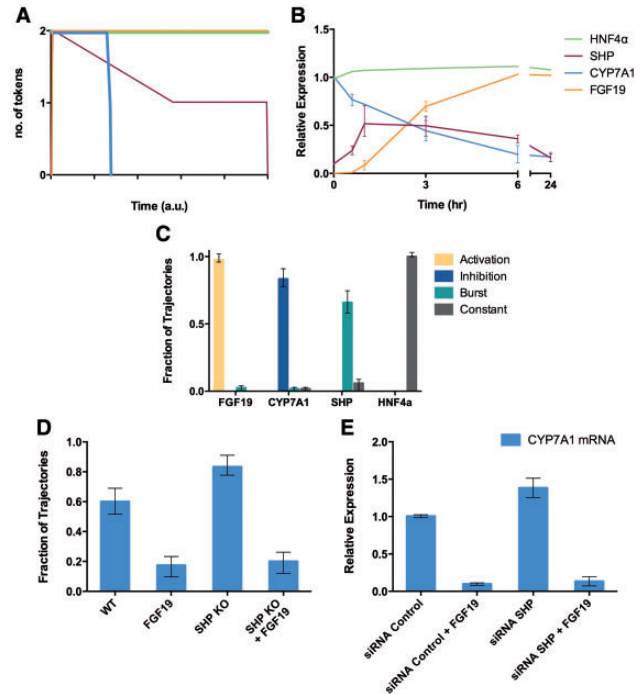 A
no. of tokens
2
1
0
Time (a.u.)
B
Relative Expression
1.5
1.0
0.5
0.0
0
3
6
24
Time (hr)
HNF4α
SHP
CYP7A1
FGF19
C
Fraction of Trajectories
1.0
0.5
0.0
FGF19
CYP7A1
SHP
HNF4a
Activation
Inhibition
Burst
Constant
D
Fraction of Trajectories
1.0
0.8
0.6
0.4
0.2
0.0
WT
FGF19
SHP KO
SHP KO
+ FGF19
E
Relative Expression
2.0
1.5
1.0
0.5
0.0
siRNA Control
siRNA Control + FGF19
siRNA SHP
siRNA SHP + FGF19
CYP7A1 mRNA